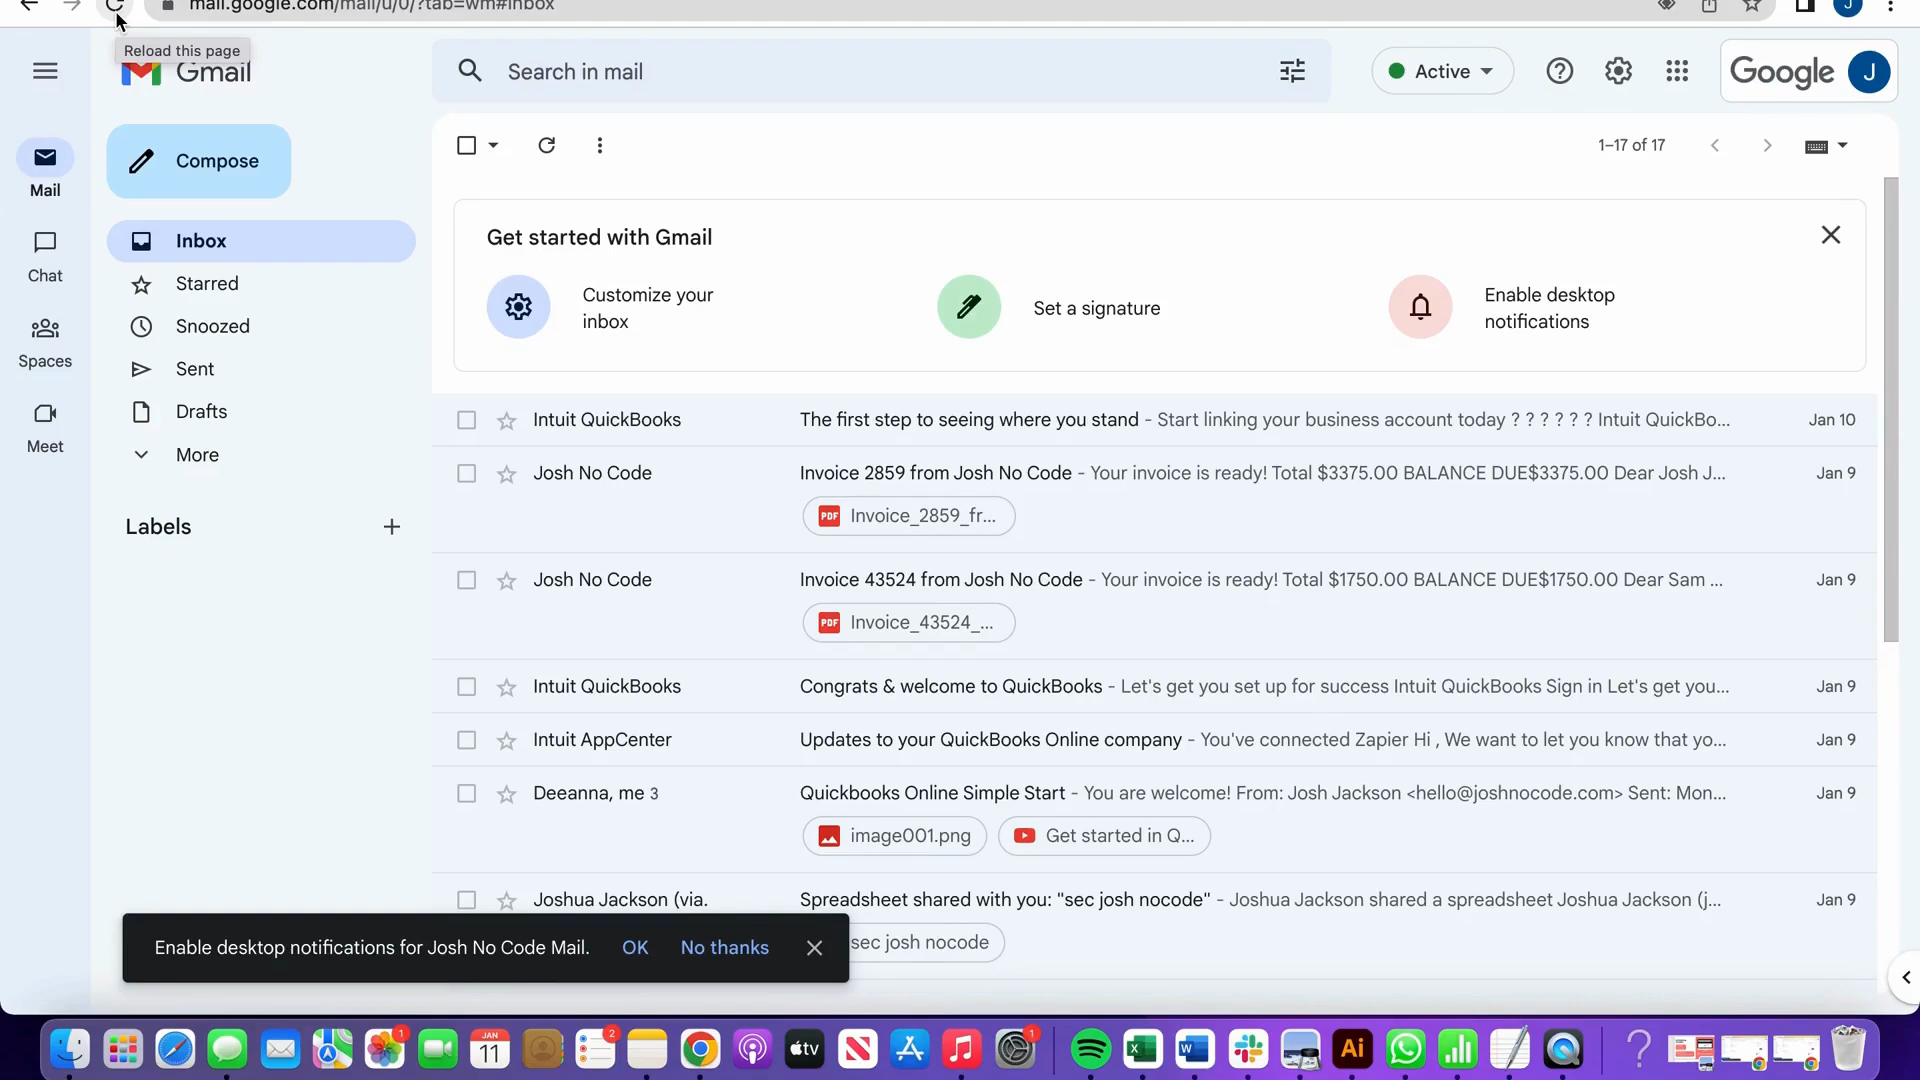 mail.google.com/mail/u/0/?tab=wm#inbox
J
Reload this page
Gmail
Search in mail
Active
Google
J
Compose
1–17 of 17
Mail
Chat
Spaces
Meet
Inbox
Starred
Snoozed
Sent
Drafts
More
Labels
Get started with Gmail
Customize your
inbox
Set a signature
Enable desktop
notifications
Intuit QuickBooks The first step to seeing where you stand - Start linking your business account today ? ? ? ? ? ? Intuit QuickBo... Jan 10
Josh No Code Invoice 2859 from Josh No Code - Your invoice is ready! Total $3375.00 BALANCE DUE$3375.00 Dear Josh J... Jan 9
PDF Invoice_2859_fr...
Josh No Code Invoice 43524 from Josh No Code - Your invoice is ready! Total $1750.00 BALANCE DUE$1750.00 Dear Sam ... Jan 9
PDF Invoice_43524_...
Intuit QuickBooks Congrats & welcome to QuickBooks - Let's get you set up for success Intuit QuickBooks Sign in Let's get you... Jan 9
Intuit AppCenter Updates to your QuickBooks Online company - You've connected Zapier Hi , We want to let you know that yo... Jan 9
Deeanna, me 3 Quickbooks Online Simple Start - You are welcome! From: Josh Jackson <hello@joshnocode.com> Sent: Mon... Jan 9
image001.png Get started in Q...
Joshua Jackson (via. Spreadsheet shared with you: "sec josh nocode" - Joshua Jackson shared a spreadsheet Joshua Jackson (j... Jan 9
sec josh nocode
Enable desktop notifications for Josh No Code Mail. OK No thanks
1
JAN
11
2
tv
1
X
W
Ai